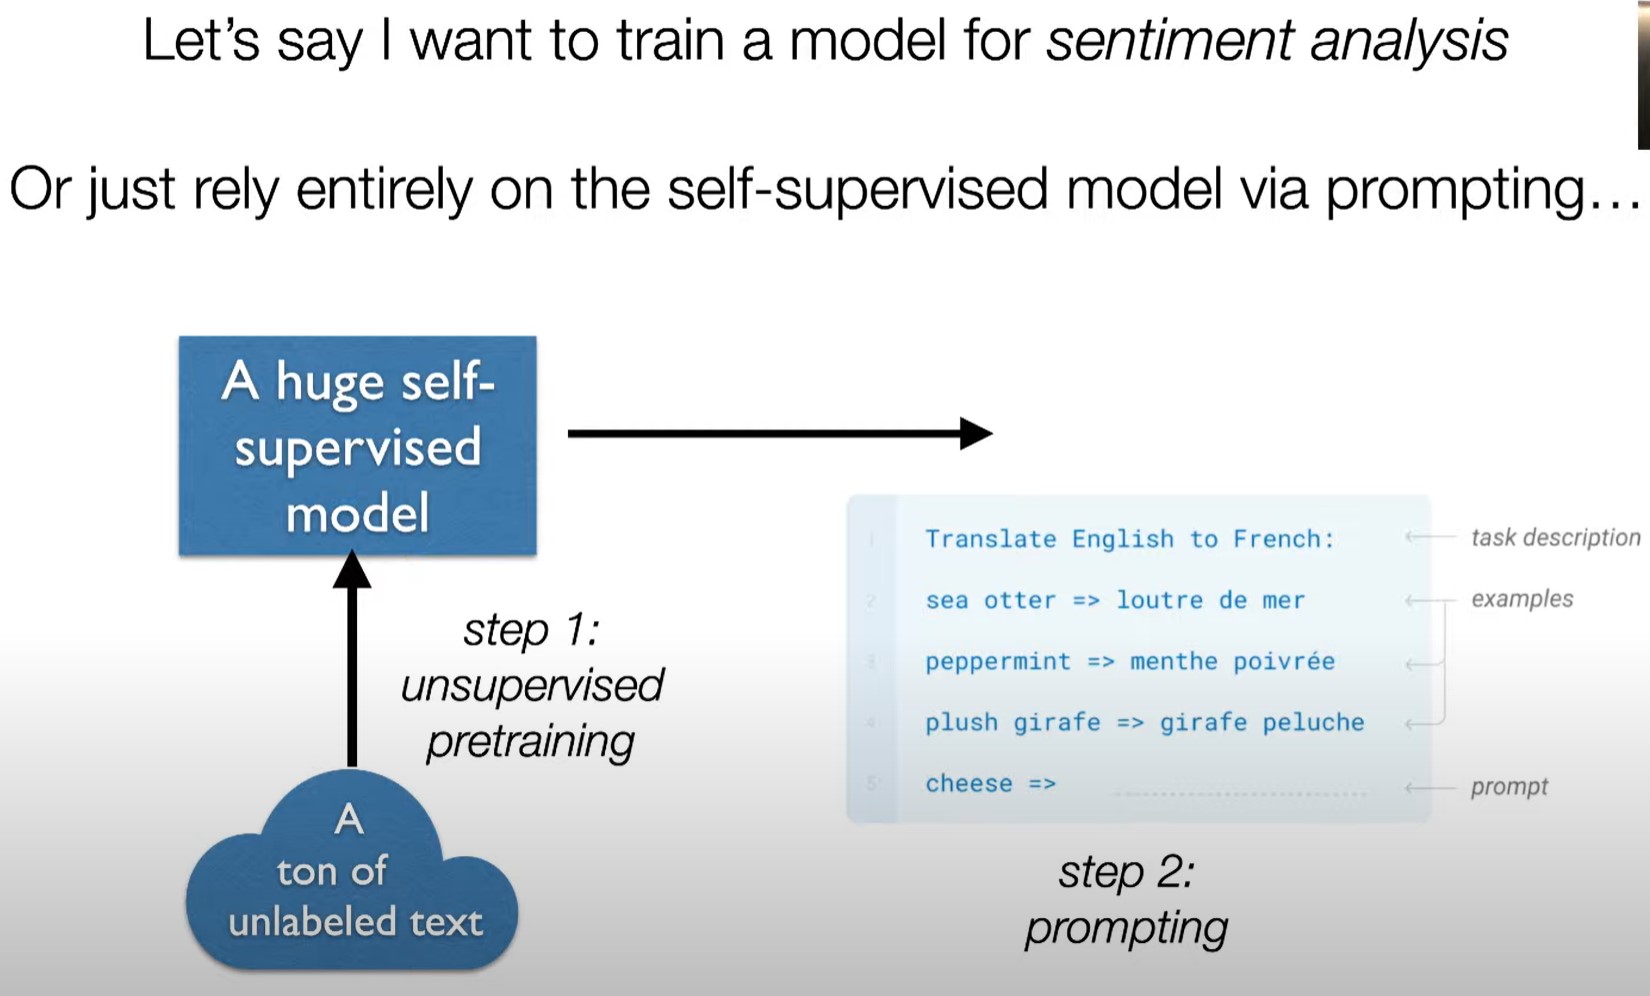 Let's say I want to train a model for sentiment analysis
Or just rely entirely on the self-supervised model via prompting...
A huge self-
supervised
model
step 1:
unsupervised
pretraining
A
ton of
unlabeled text
1 Translate English to French: task description
2 sea otter => loutre de mer examples
3 peppermint => menthe poivrée
4 plush girafe => girafe peluche
5 cheese => prompt
step 2:
prompting